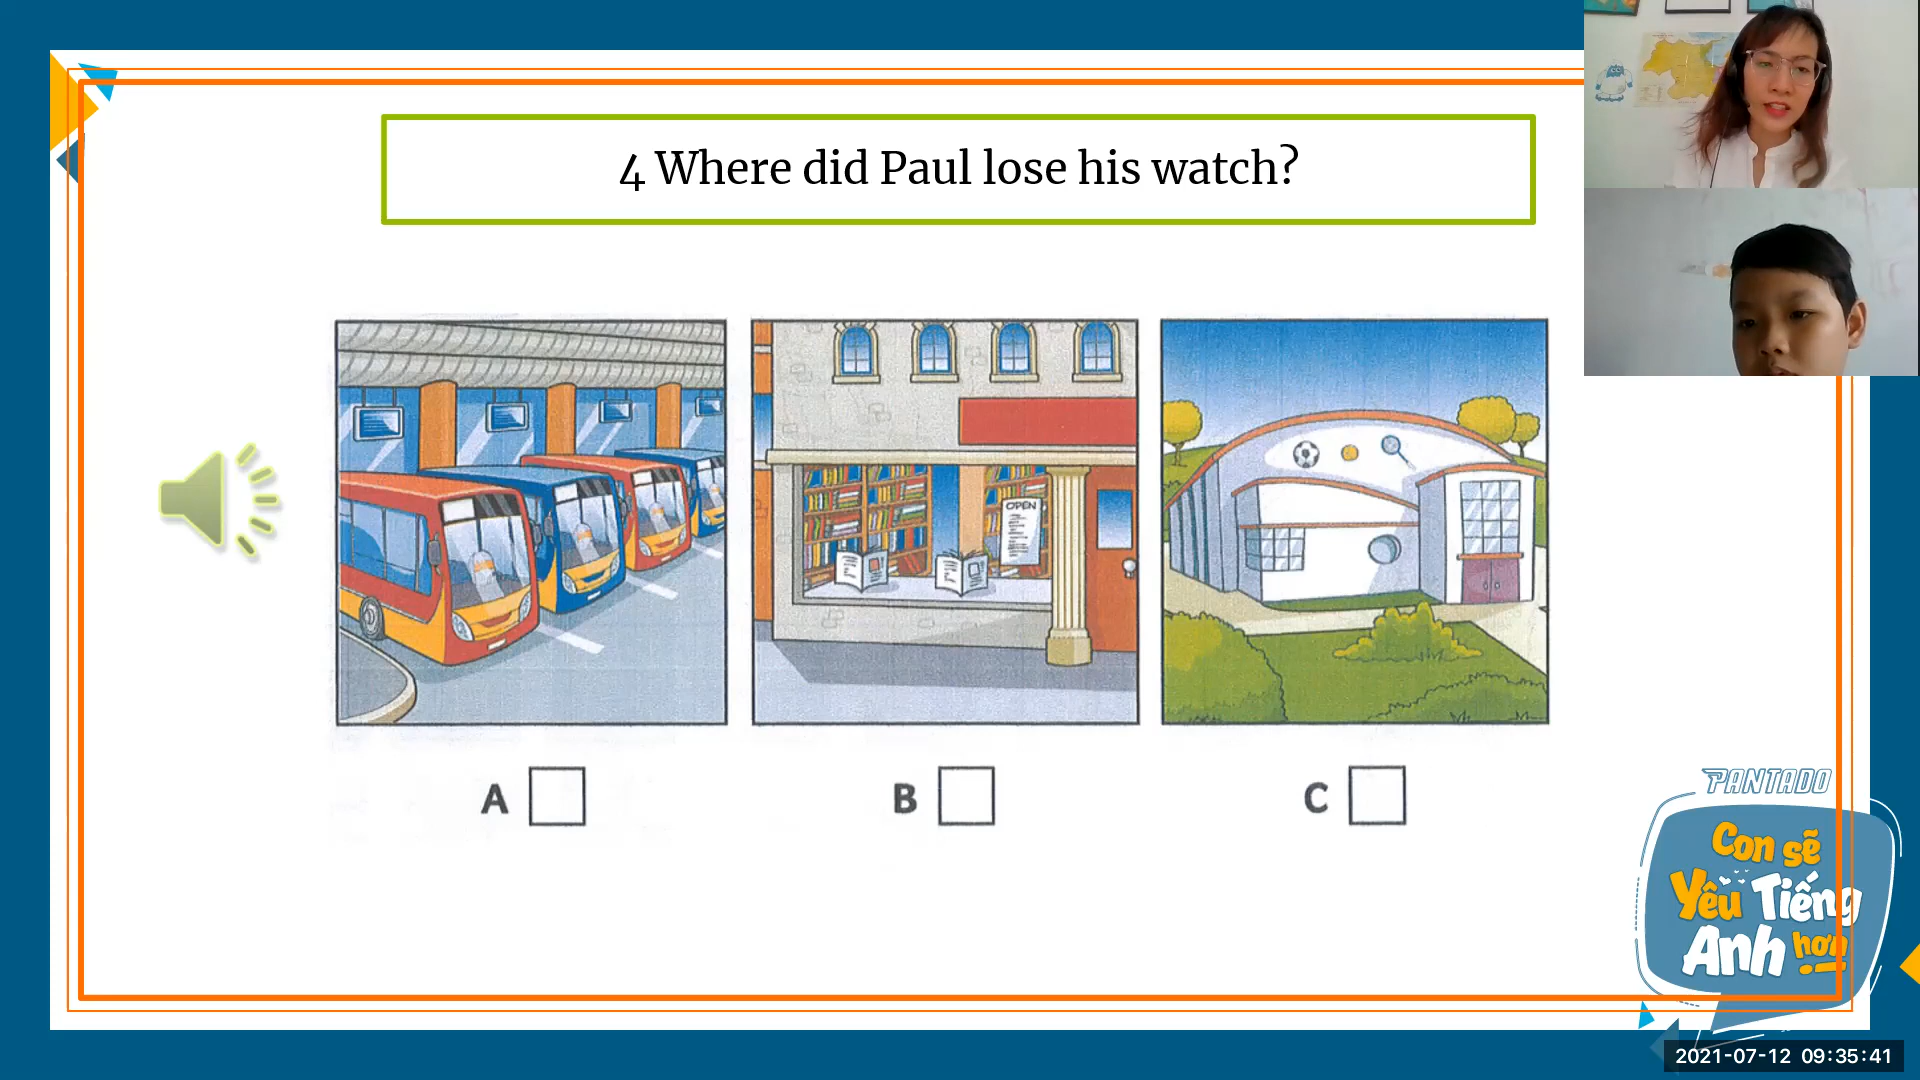 4 Where did Paul lose his watch?
OPEN
A
B
C
PANTADO
Con sẽ
Yêu Tiếng
Anh hơn
2021-07-12 09:35:41